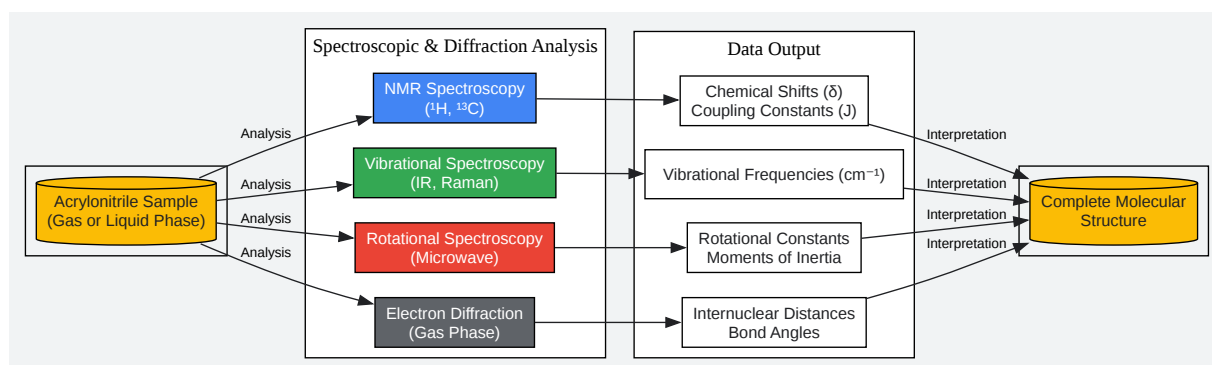 Spectroscopic & Diffraction Analysis
Data Output
NMR Spectroscopy
(¹H, ¹³C)
Chemical Shifts (δ)
Coupling Constants (J)
Analysis
Interpretation
Vibrational Spectroscopy
(IR, Raman)
Vibrational Frequencies (cm⁻¹)
Analysis
Interpretation
Acrylonitrile Sample
(Gas or Liquid Phase)
Complete Molecular
Structure
Analysis
Interpretation
Rotational Spectroscopy
(Microwave)
Rotational Constants
Moments of Inertia
Analysis
Interpretation
Electron Diffraction
(Gas Phase)
Internuclear Distances
Bond Angles